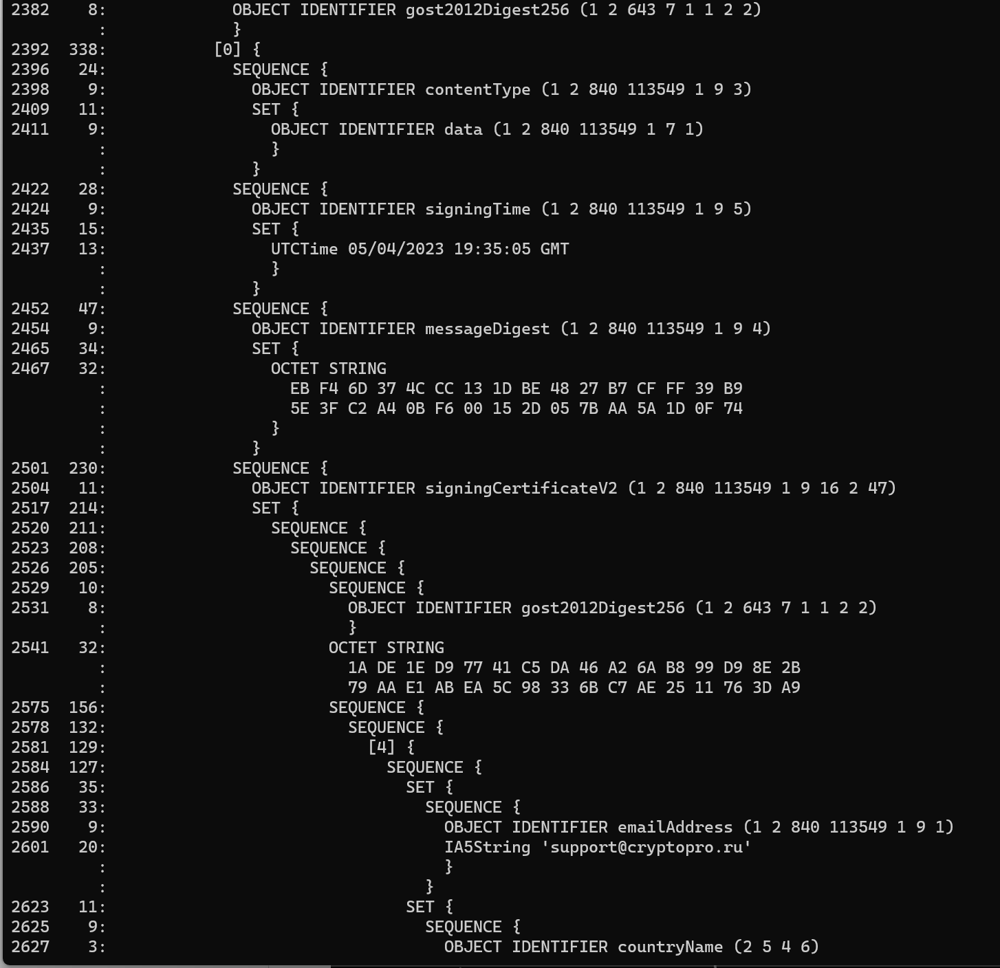 2382   8:             OBJECT IDENTIFIER gost2012Digest256 (1 2 643 7 1 1 2 2)
         :             }
2392 338:           [0] {
2396  24:             SEQUENCE {
2398   9:               OBJECT IDENTIFIER contentType (1 2 840 113549 1 9 3)
2409  11:               SET {
2411   9:                 OBJECT IDENTIFIER data (1 2 840 113549 1 7 1)
         :                 }
         :               }
2422  28:             SEQUENCE {
2424   9:               OBJECT IDENTIFIER signingTime (1 2 840 113549 1 9 5)
2435  15:               SET {
2437  13:                 UTCTime 05/04/2023 19:35:05 GMT
         :                 }
         :               }
2452  47:             SEQUENCE {
2454   9:               OBJECT IDENTIFIER messageDigest (1 2 840 113549 1 9 4)
2465  34:               SET {
2467  32:                 OCTET STRING
         :                   EB F4 6D 37 4C CC 13 1D BE 48 27 B7 CF FF 39 B9
         :                   5E 3F C2 A4 0B F6 00 15 2D 05 7B AA 5A 1D 0F 74
         :                 }
         :               }
2501 230:             SEQUENCE {
2504  11:               OBJECT IDENTIFIER signingCertificateV2 (1 2 840 113549 1 9 16 2 47)
2517 214:               SET {
2520 211:                 SEQUENCE {
2523 208:                   SEQUENCE {
2526 205:                     SEQUENCE {
2529  10:                       SEQUENCE {
2531   8:                         OBJECT IDENTIFIER gost2012Digest256 (1 2 643 7 1 1 2 2)
         :                         }
2541  32:                       OCTET STRING
         :                         1A DE 1E D9 77 41 C5 DA 46 A2 6A B8 99 D9 8E 2B
         :                         79 AA E1 AB EA 5C 98 33 6B C7 AE 25 11 76 3D A9
2575 156:                       SEQUENCE {
2578 132:                         SEQUENCE {
2581 129:                           [4] {
2584 127:                             SEQUENCE {
2586  35:                               SET {
2588  33:                                 SEQUENCE {
2590   9:                                   OBJECT IDENTIFIER emailAddress (1 2 840 113549 1 9 1)
2601  20:                                   IA5String 'support@cryptopro.ru'
         :                                   }
         :                                 }
2623  11:                               SET {
2625   9:                                 SEQUENCE {
2627   3:                                   OBJECT IDENTIFIER countryName (2 5 4 6)